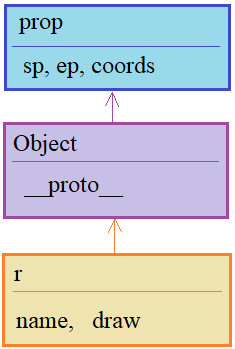 prop
sp, ep, coords
Object
__proto__
r
name, draw